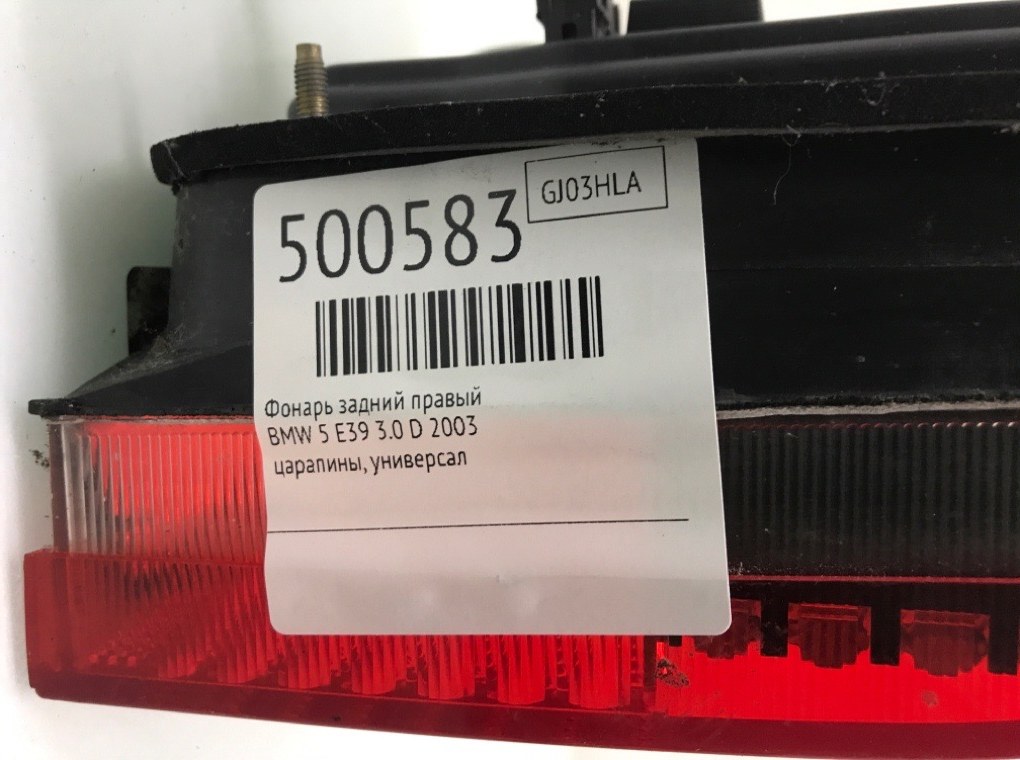 500583
GJ03HLA
Фонарь задний правый
BMW 5 E39 3.0 D 2003
царапины, универсал